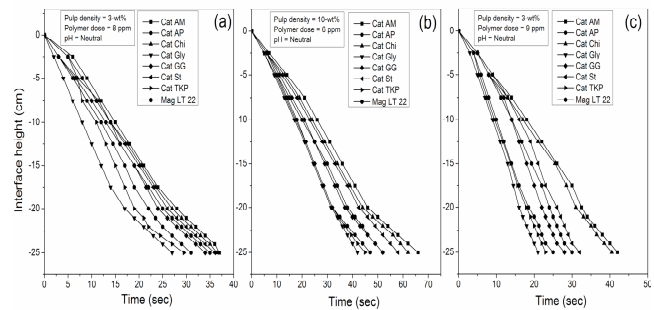 (a)
Pulp density = 3-wt%
Polymer dose = 8 ppm
pH = Neutral
Cat AM
Cat AP
Cat Chi
Cat Gly
Cat GG
Cat St
Cat TKP
Mag LT 22
Interface height (cm)
0
-5
-10
-15
-20
-25
0 5 10 15 20 25 30 35 40
Time (sec)
(b)
Pulp density = 10-wt%
Polymer dose = 0 ppm
pH = Neutral
Cat AM
Cat AP
Cat Chi
Cat Gly
Cat GG
Cat St
Cat TKP
Mag LT 22
0
-5
-10
-15
-20
-25
0 10 20 30 40 50 60 70
Time (sec)
(c)
Pulp density = 3-wt%
Polymer dose = 9 ppm
pH = Neutral
Cat AM
Cat AP
Cat Chi
Cat Gly
Cat GG
Cat St
Cat TKP
Mag LT 22
0
-5
-10
-15
-20
-25
0 10 20 30 40 50
Time (sec)